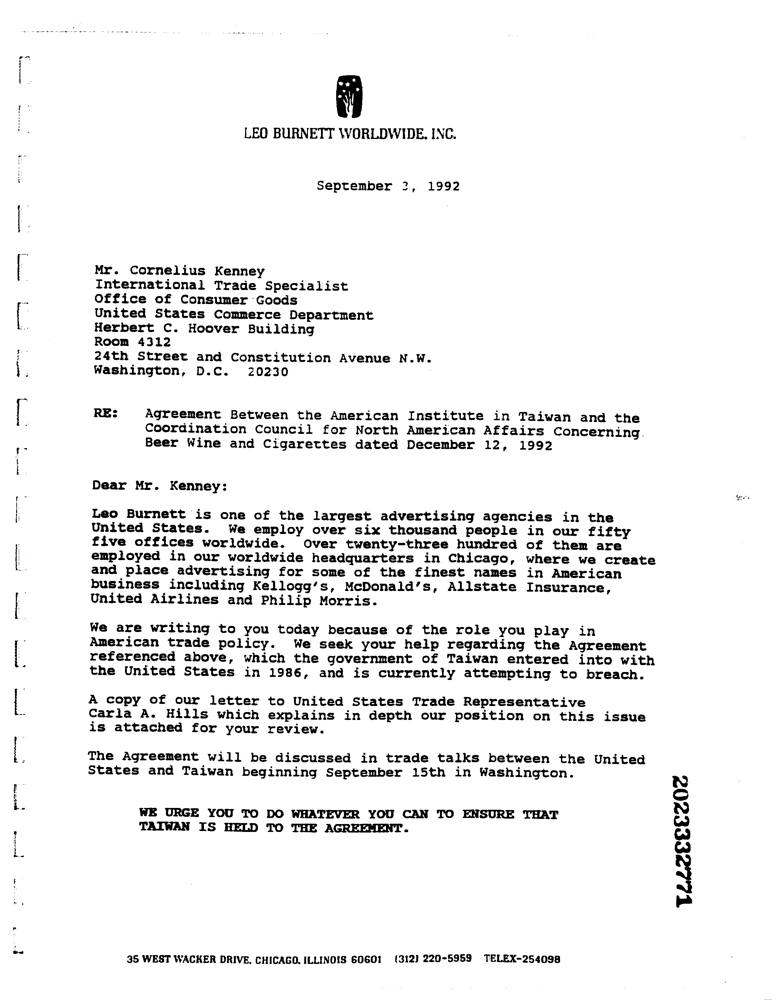 LEO BURNETT WORLDWIDE, INC.
September 3, 1992
Mr. Cornelius Kenney
International Trade Specialist
Office of Consumer Goods
United States Commerce Department
Herbert C. Hoover Building
Room 4312
24th Street and Constitution Avenue N.W.
Washington, D.C. 20230
RE: Agreement Between the American Institute in Taiwan and the
Coordination Council for North American Affairs Concerning
Beer Wine and Cigarettes dated December 12, 1992
Dear Mr. Kenney:
Leo Burnett is one of the largest advertising agencies in the
United States. We employ over six thousand people in our fifty
five offices worldwide. Over twenty-three hundred of them are
employed in our worldwide headquarters in Chicago, where we create
and place advertising for some of the finest names in American
business including Kellogg's, McDonald's, Allstate Insurance,
United Airlines and Philip Morris.
We are writing to you today because of the role you play in
American trade policy. We seek your help regarding the Agreement
referenced above, which the government of Taiwan entered into with
the United States in 1986, and is currently attempting to breach.
A copy of our letter to United States Trade Representative
Carla A. Hills which explains in depth our position on this issue
is attached for your review.
The Agreement will be discussed in trade talks between the United
States and Taiwan beginning September 15th in Washington.
WE URGE YOU TO DO WHATEVER YOU CAN TO ENSURE THAT
TAIWAN IS HELD TO THE AGREEMENT.
2023332771
35 WEST WACKER DRIVE, CHICAGO, ILLINOIS 60601 (312) 220-5959 TELEX-254098